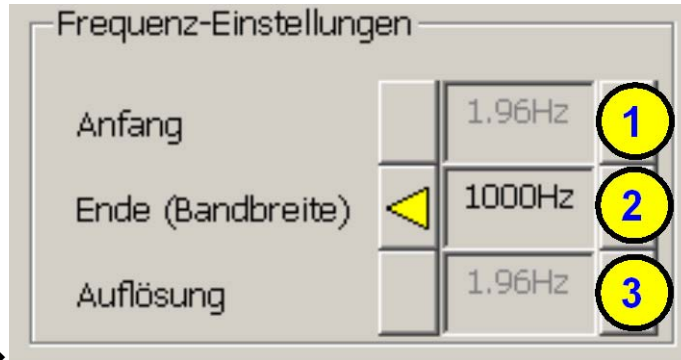 Frequenz-Einstellungen
Anfang 1.96Hz 1
Ende (Bandbreite) 1000Hz 2
Auflösung 1.96Hz 3